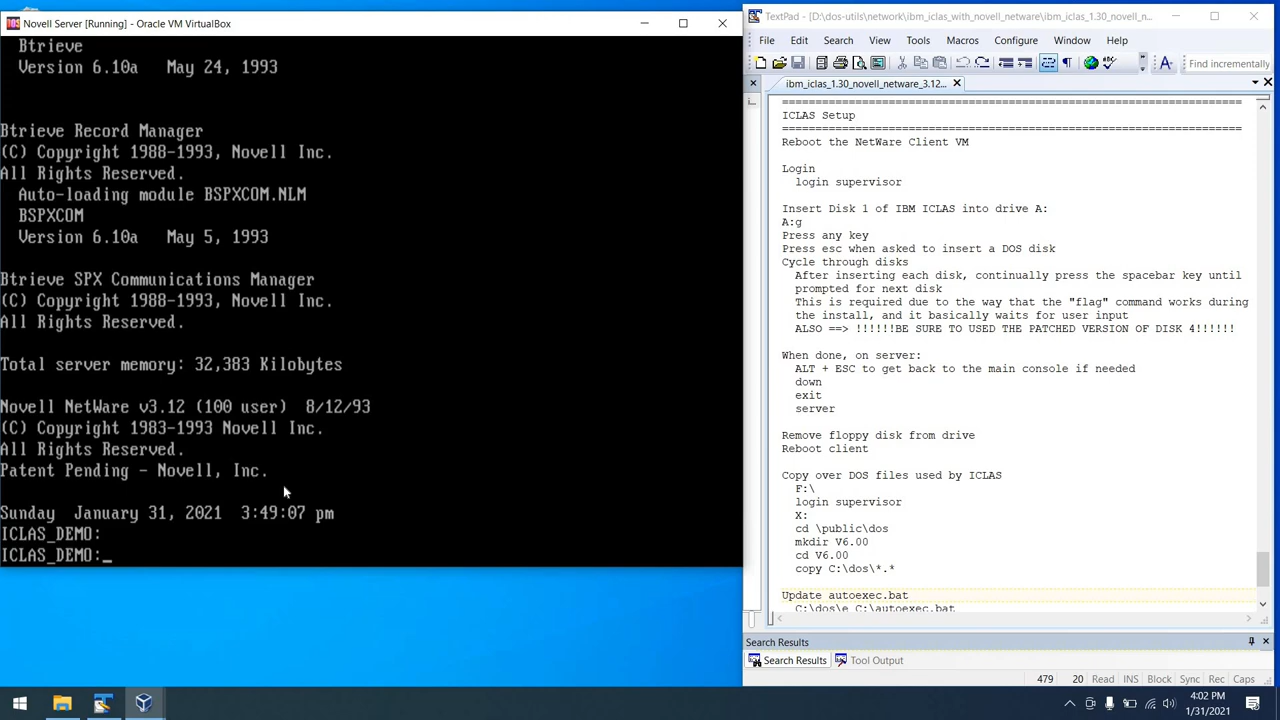 Novell Server [Running] - Oracle VM VirtualBox
Btrieve
Version 6.10a   May 24, 1993
Btrieve Record Manager
(C) Copyright 1988-1993, Novell Inc.
All Rights Reserved.
Auto-loading module BSPXCOM.NLM
BSPXCOM
Version 6.10a   May 5, 1993
Btrieve SPX Communications Manager
(C) Copyright 1988-1993, Novell Inc.
All Rights Reserved.
Total server memory: 32,383 Kilobytes
Novell NetWare v3.12 (100 user)  8/12/93
(C) Copyright 1983-1993 Novell Inc.
All Rights Reserved.
Patent Pending - Novell, Inc.
Sunday  January 31, 2021  3:49:07 pm
ICLAS_DEMO:
ICLAS_DEMO:_
TextPad - [D:\dos-utils\network\ibm_iclas_with_novell_netware\ibm_iclas_1.30_novell_n...
File Edit Search View Tools Macros Configure Window Help
Find incrementally
ibm_iclas_1.30_novell_netware_3.12...
======================================================================
ICLAS Setup
======================================================================
Reboot the NetWare Client VM
Login
login supervisor
Insert Disk 1 of IBM ICLAS into drive A:
A:g
Press any key
Press esc when asked to insert a DOS disk
Cycle through disks
After inserting each disk, continually press the spacebar key until
prompted for next disk
This is required due to the way that the "flag" command works during
the install, and it basically waits for user input
ALSO ==> !!!!!!BE SURE TO USED THE PATCHED VERSION OF DISK 4!!!!!!
When done, on server:
ALT + ESC to get back to the main console if needed
down
exit
server
Remove floppy disk from drive
Reboot client
Copy over DOS files used by ICLAS
F:\
login supervisor
X:
cd \public\dos
mkdir V6.00
cd V6.00
copy C:\dos\*.*
Update autoexec.bat
C:\dos\e C:\autoexec.bat
Search Results
Search Results Tool Output
479 20 Read INS Block Sync Rec Caps
4:02 PM
1/31/2021